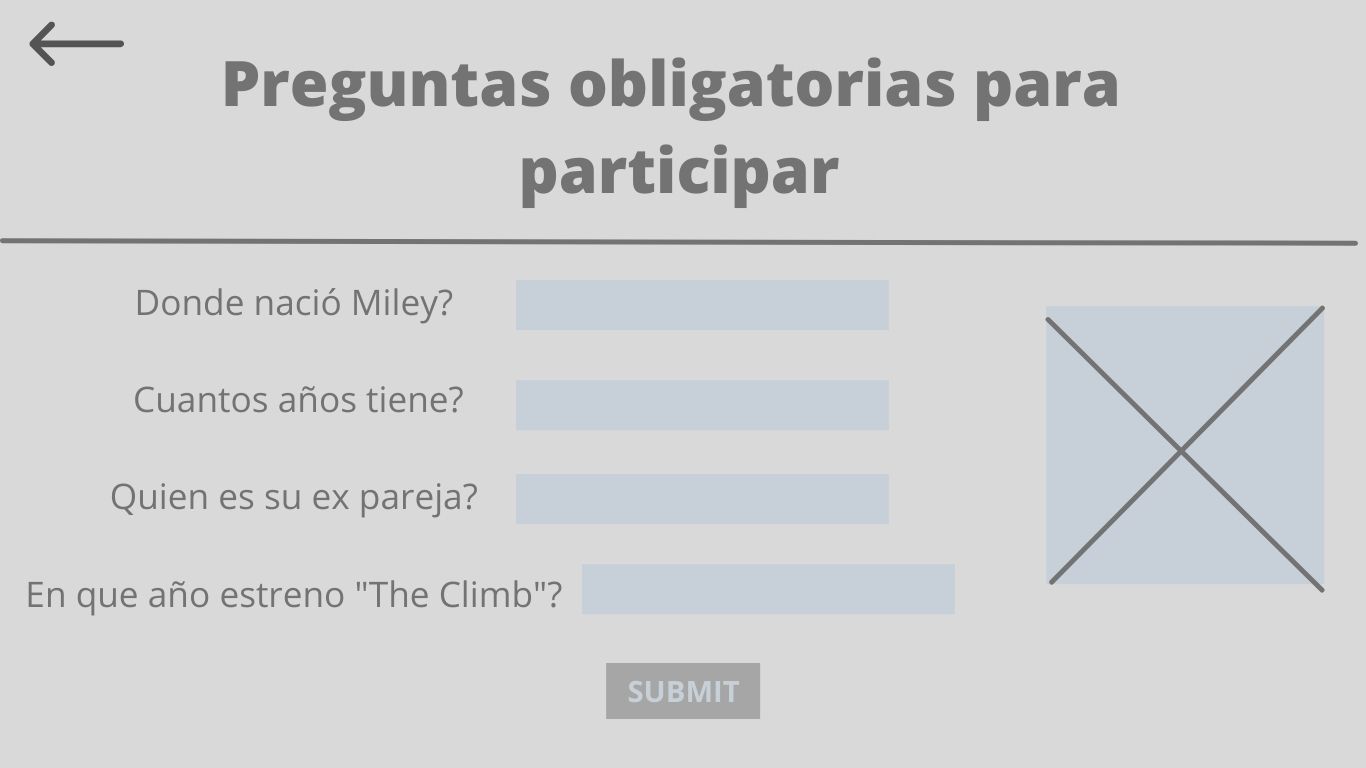 Preguntas obligatorias para
participar
Donde nació Miley?
Cuantos años tiene?
Quien es su ex pareja?
En que año estreno "The Climb"?
SUBMIT